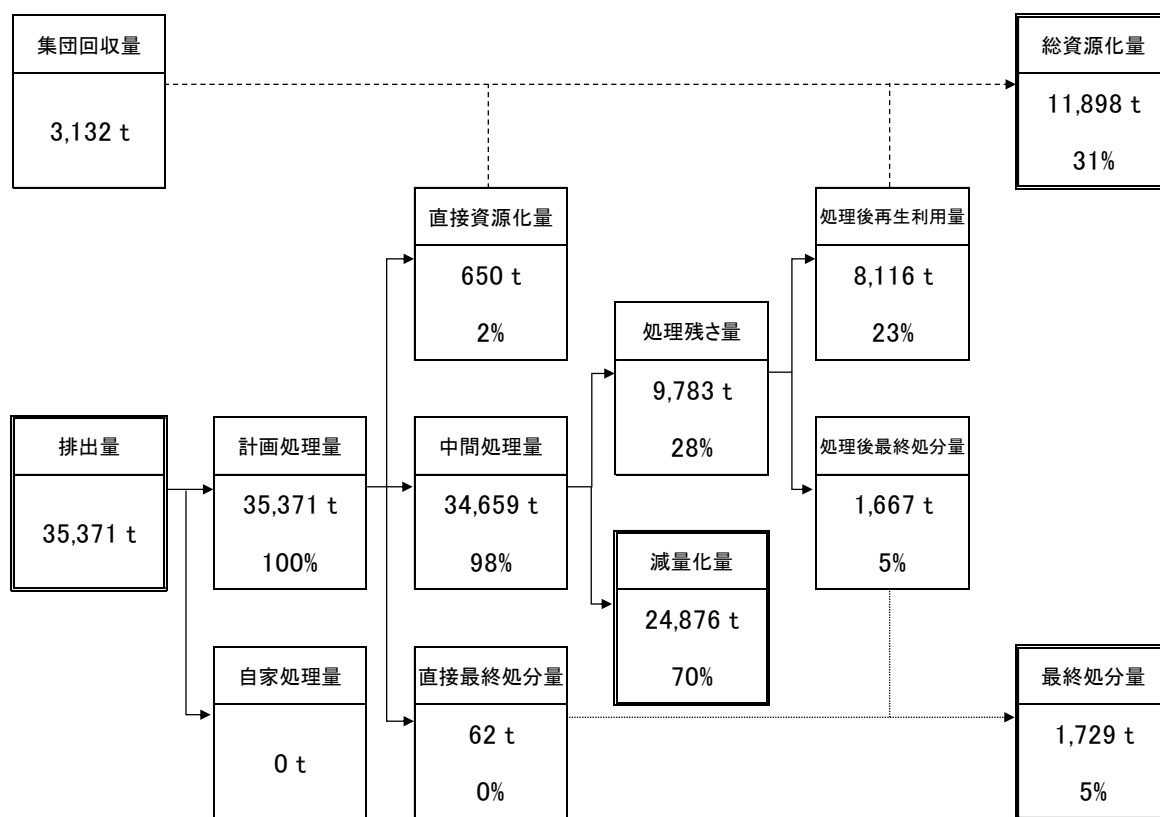 集団回収量
3,132 t
総資源化量
11,898 t
31%
直接資源化量
650 t
2%
処理後再生利用量
8,116 t
23%
処理残さ量
9,783 t
28%
排出量
35,371 t
計画処理量
35,371 t
100%
中間処理量
34,659 t
98%
処理後最終処分量
1,667 t
5%
減量化量
24,876 t
70%
自家処理量
0 t
直接最終処分量
62 t
0%
最終処分量
1,729 t
5%